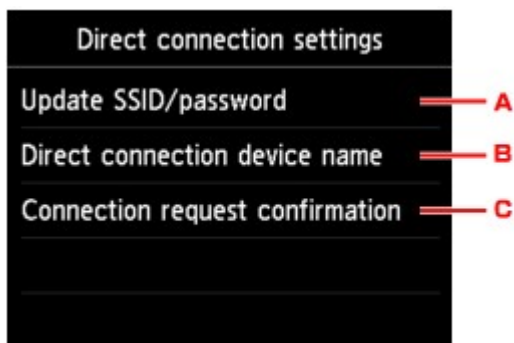 Direct connection settings
Update SSID/password A
Direct connection device name B
Connection request confirmation C